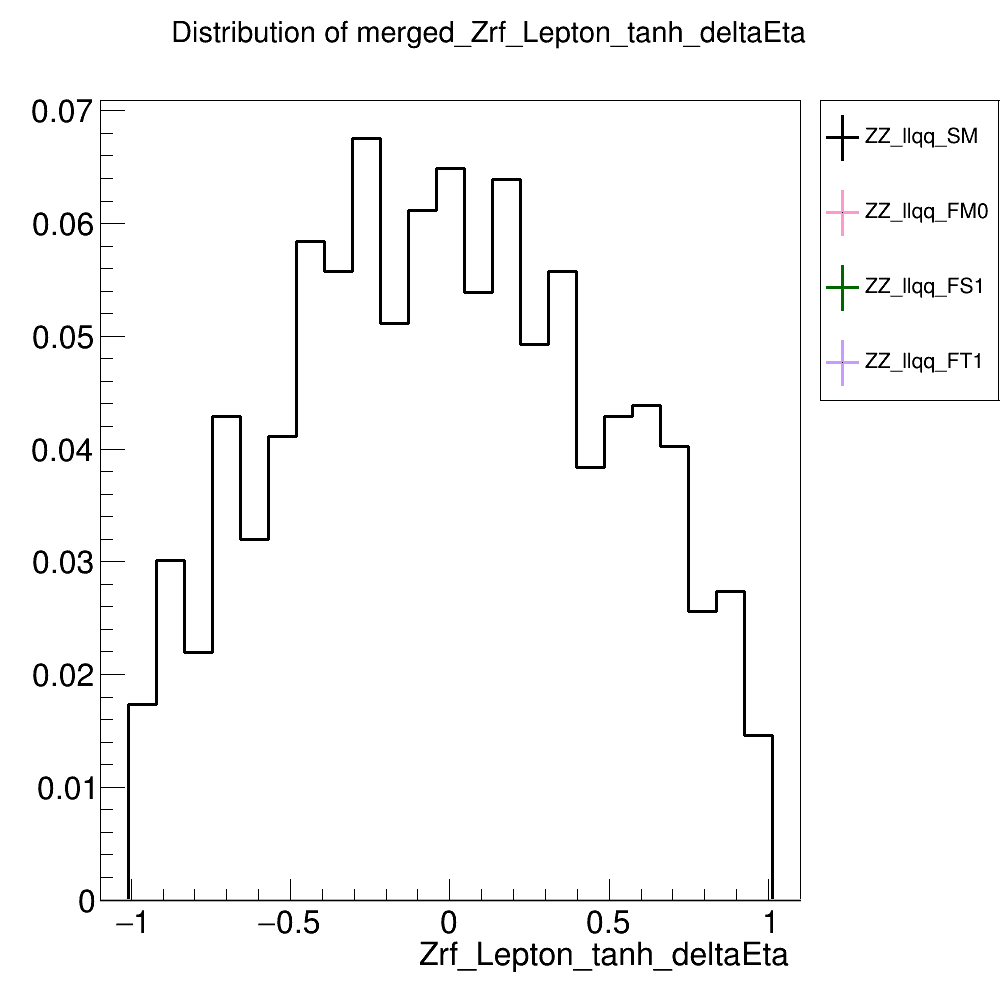 Distribution of merged_Zrf_Lepton_tanh_deltaEta
0.07
0.06
0.05
0.04
0.03
0.02
0.01
0
−1
−0.5
0
0.5
1
Zrf_Lepton_tanh_deltaEta
ZZ_llqq_SM
ZZ_llqq_FM0
ZZ_llqq_FS1
ZZ_llqq_FT1